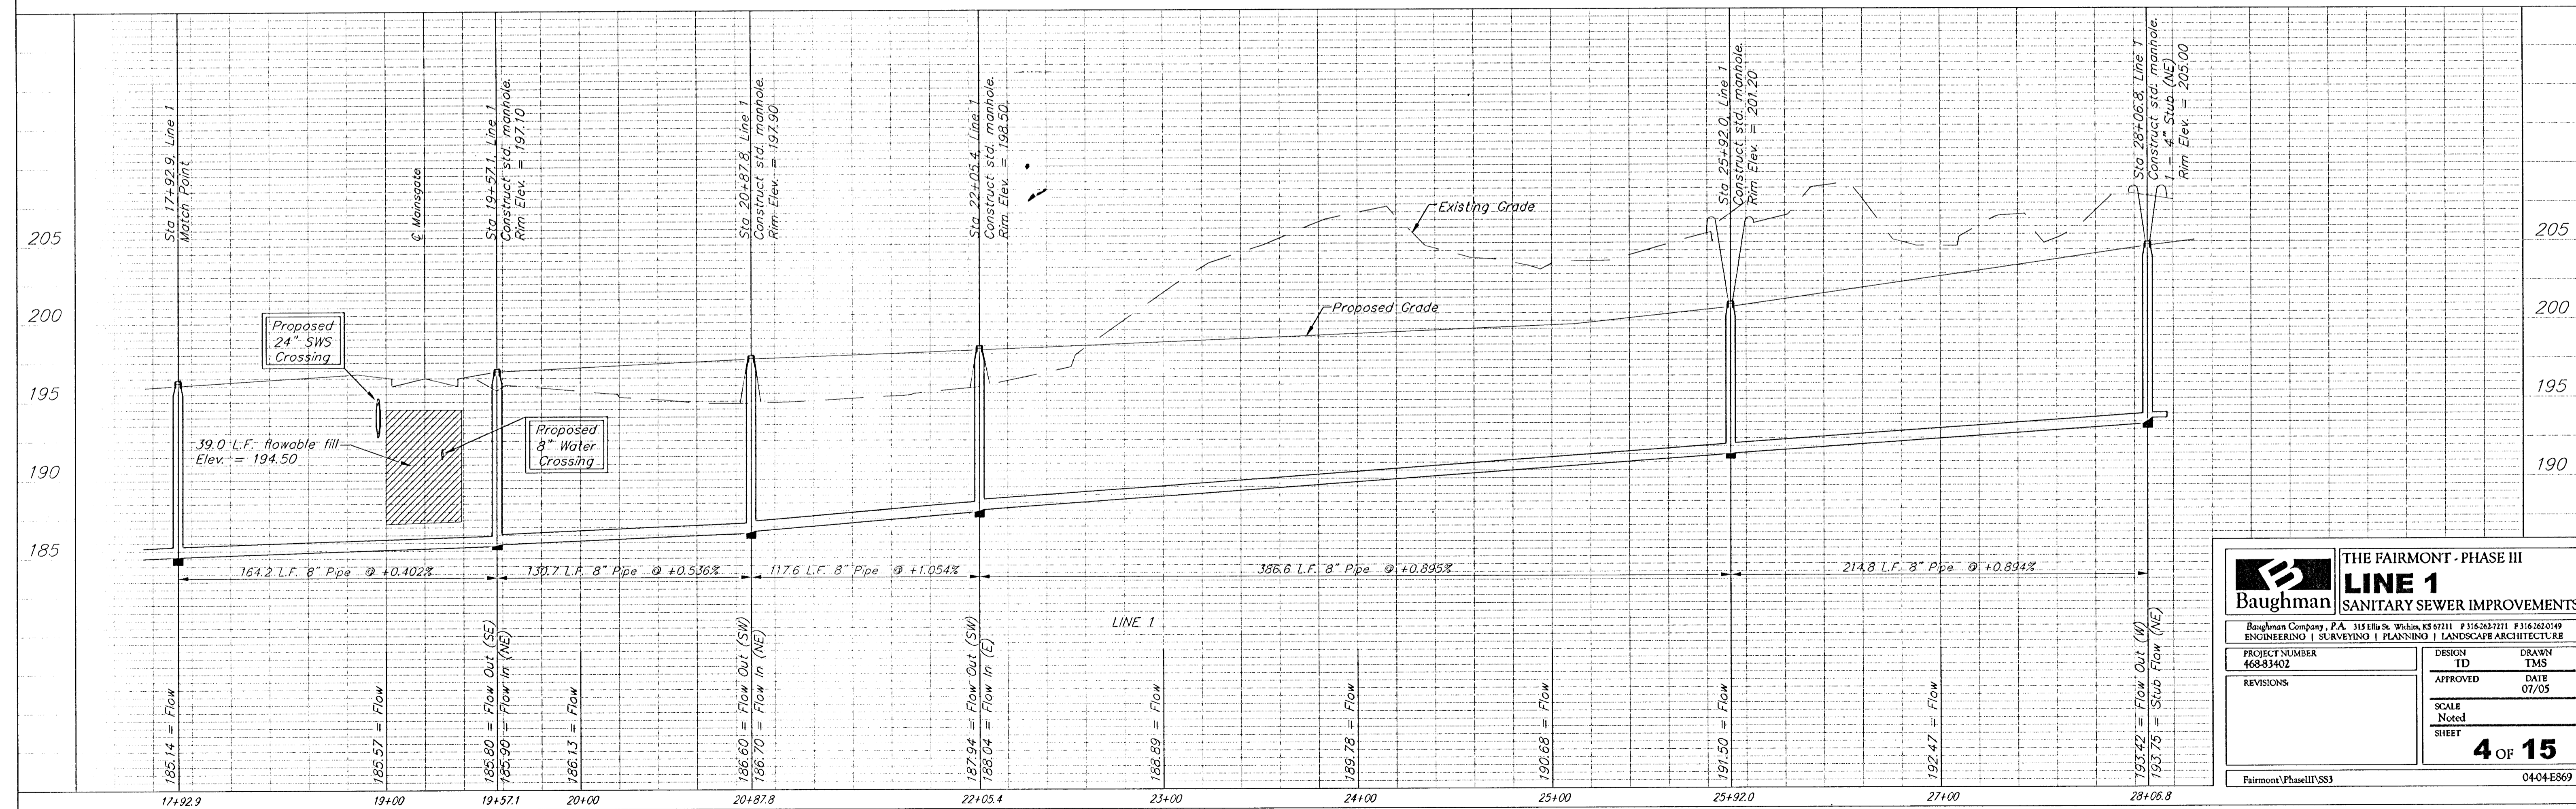 Sta 17+92.9, Line 1
Match Point
℄ Mainsgate
Sta 19+57.1, Line 1
Construct std. manhole.
Rim Elev. = 197.10
Sta 20+87.8, Line 1
Construct std. manhole.
Rim Elev. = 197.90
Sta 22+05.4, Line 1
Construct std. manhole.
Rim Elev. = 198.50
Sta 25+92.0, Line 1
Construct std. manhole.
Rim Elev. = 201.20
Sta 28+06.8, Line 1
Construct std. manhole.
1 - 4" Stub (NE)
Rim Elev. = 205.00
205
200
195
190
185
205
200
195
190
Existing Grade
Proposed Grade
Proposed
24" SWS
Crossing
39.0 L.F. flowable fill
Elev. = 194.50
Proposed
8" Water
Crossing
164.2 L.F. 8" Pipe @ +0.402%
130.7 L.F. 8" Pipe @ +0.536%
117.6 L.F. 8" Pipe @ +1.054%
386.6 L.F. 8" Pipe @ +0.895%
214.8 L.F. 8" Pipe @ +0.894%
LINE 1
185.14 = Flow
185.57 = Flow
185.80 = Flow Out (SE)
185.90 = Flow In (NE)
186.13 = Flow
186.60 = Flow Out (SW)
186.70 = Flow In (NE)
187.94 = Flow Out (SW)
188.04 = Flow In (E)
188.89 = Flow
189.78 = Flow
190.68 = Flow
191.50 = Flow
192.47 = Flow
193.42 = Flow Out (W)
193.75 = Stub Flow (NE)
17+92.9
19+00
19+57.1
20+00
20+87.8
22+05.4
23+00
24+00
25+00
25+92.0
27+00
28+06.8
Baughman
THE FAIRMONT - PHASE III
LINE 1
SANITARY SEWER IMPROVEMENTS
Baughman Company, P.A. 315 Ellis St. Wichita, KS 67211 P 316-262-7271 F 316-262-0149
ENGINEERING | SURVEYING | PLANNING | LANDSCAPE ARCHITECTURE
PROJECT NUMBER
468-83402
REVISIONS:
DESIGN
TD
DRAWN
TMS
APPROVED
DATE
07/05
SCALE
Noted
SHEET
4 OF 15
Fairmont\PhaseIII\SS3
04-04-E869